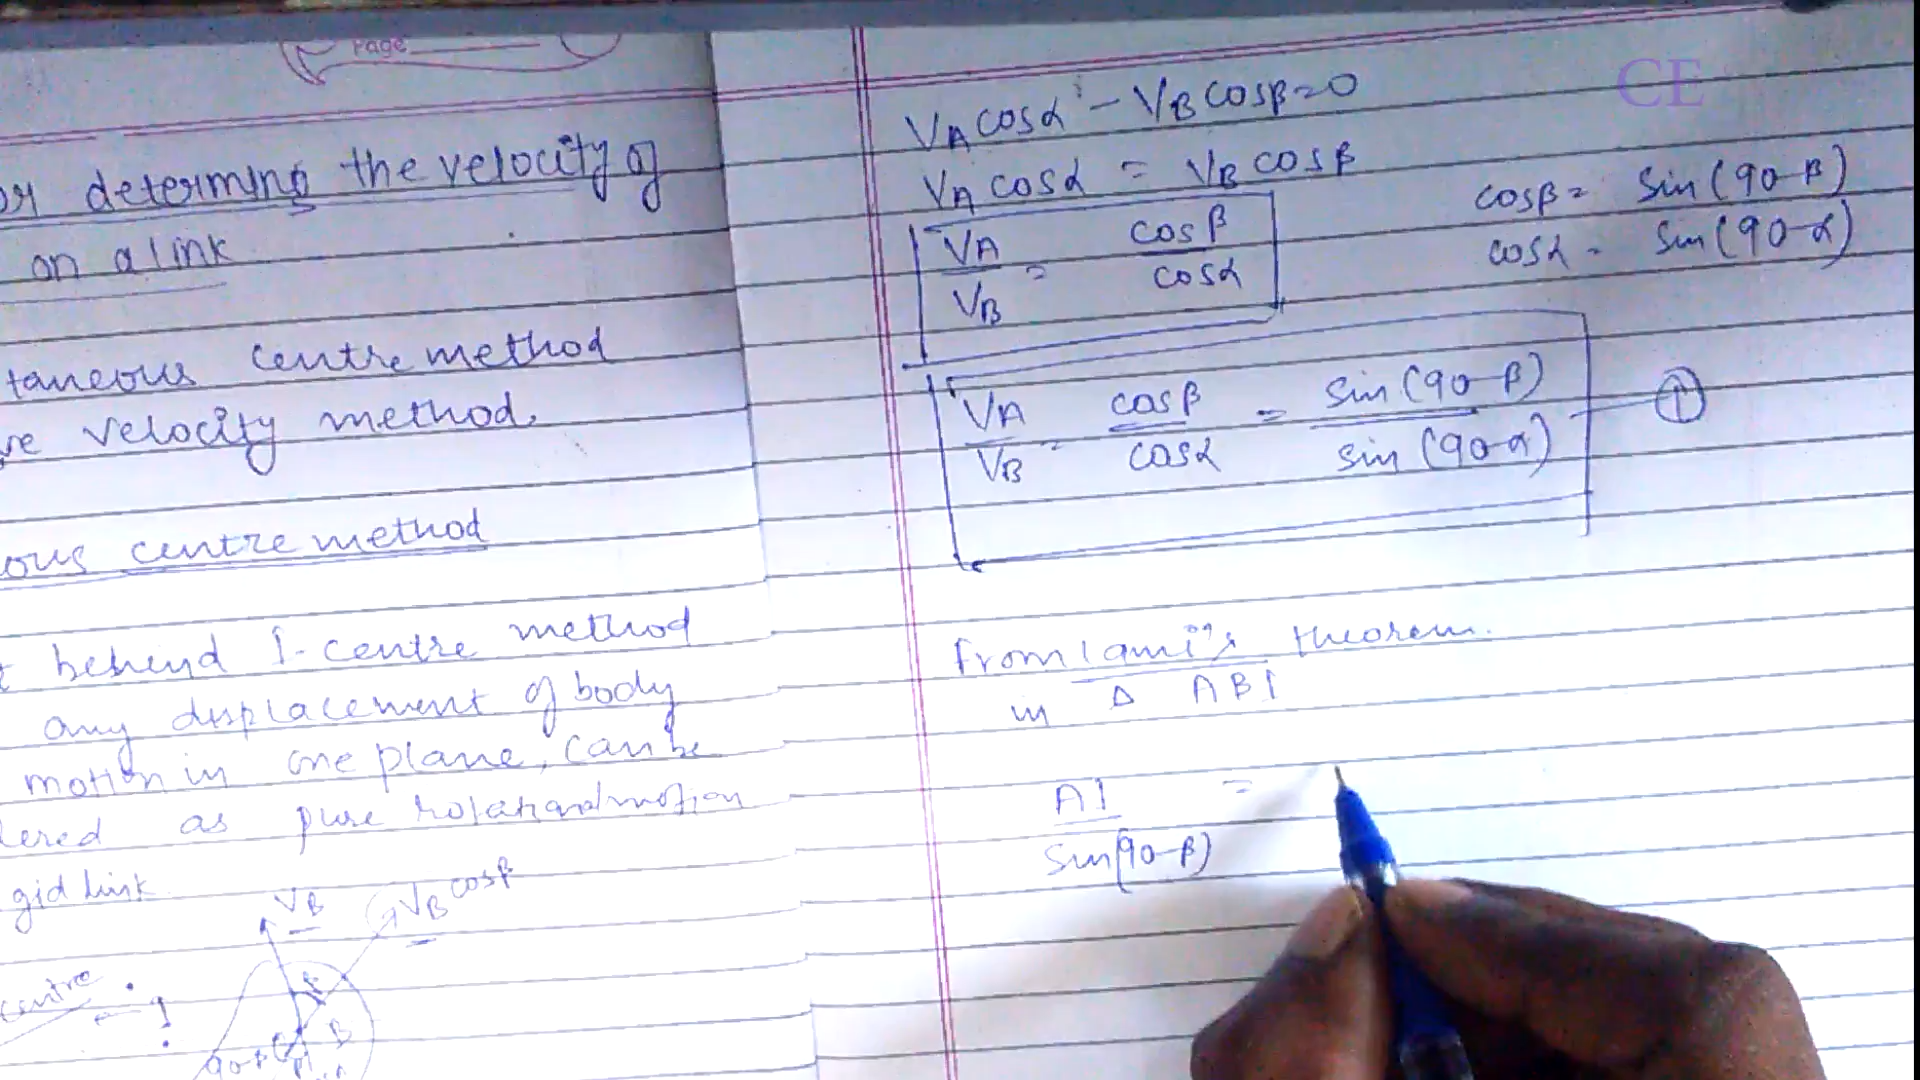 Page
determing the velocity of
on a link
taneous centre method
ve velocity method.
ous centre method
behind I-centre method
any displacement of body
motion in one plane, can be
dered as pure rotational motion
gid link
VB
VB cosβ
centre
I
90-β
B
CE
VA cosα - VB cosβ = 0
VA cosα = VB cosβ
cosβ = sin(90-β)
cosα = sin(90-α)
VA/VB = cosβ/cosα
VA/VB = cosβ/cosα = sin(90-β)/sin(90-α) ①
From lami's theorem.
in Δ ABI
AI/sin(90-β) =